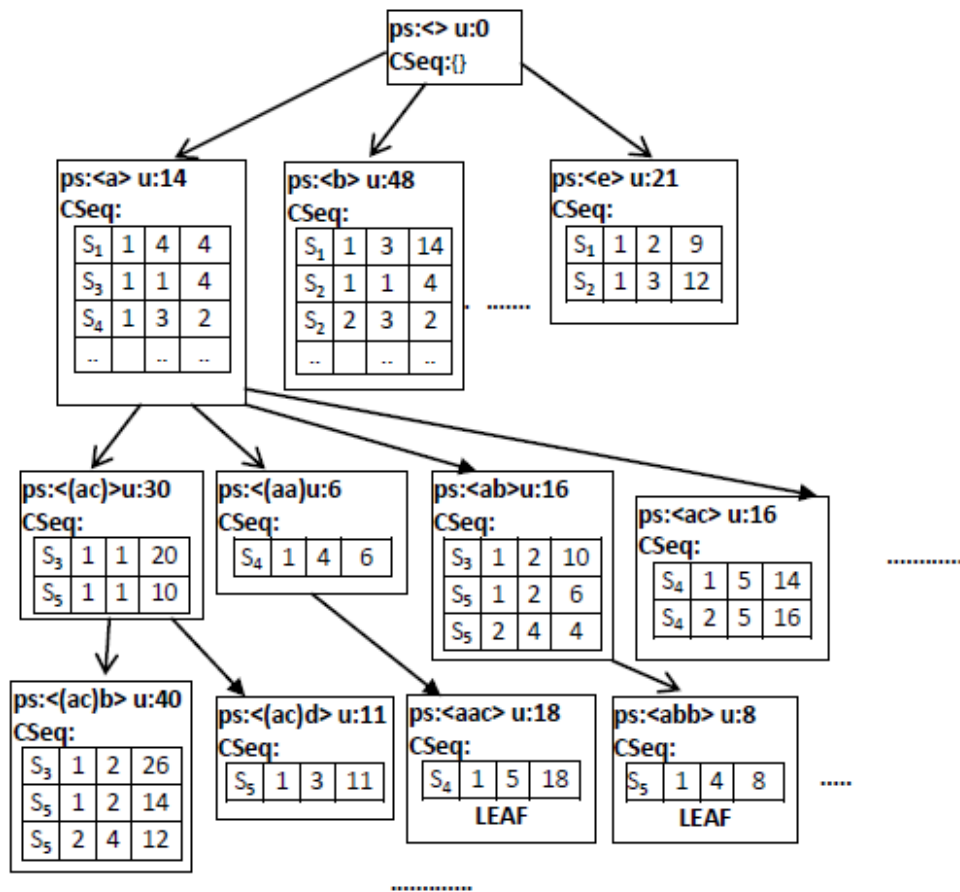 ps:<> u:0
CSeq:{}
ps:<a> u:14
CSeq:
S1 1 4 4
S3 1 1 4
S4 1 3 2
.. .. ..
ps:<b> u:48
CSeq:
S1 1 3 14
S2 1 1 4
S2 2 3 2
.. .. ..
. .......
ps:<e> u:21
CSeq:
S1 1 2 9
S2 1 3 12
ps:<(ac)>u:30
CSeq:
S3 1 1 20
S5 1 1 10
ps:<(aa)u:6
CSeq:
S4 1 4 6
ps:<ab>u:16
CSeq:
S3 1 2 10
S5 1 2 6
S5 2 4 4
ps:<ac> u:16
CSeq:
S4 1 5 14
S4 2 5 16
.............
ps:<(ac)b> u:40
CSeq:
S3 1 2 26
S5 1 2 14
S5 2 4 12
ps:<(ac)d> u:11
CSeq:
S5 1 3 11
ps:<aac> u:18
CSeq:
S4 1 5 18
LEAF
ps:<abb> u:8
CSeq:
S5 1 4 8
LEAF
.....
.............